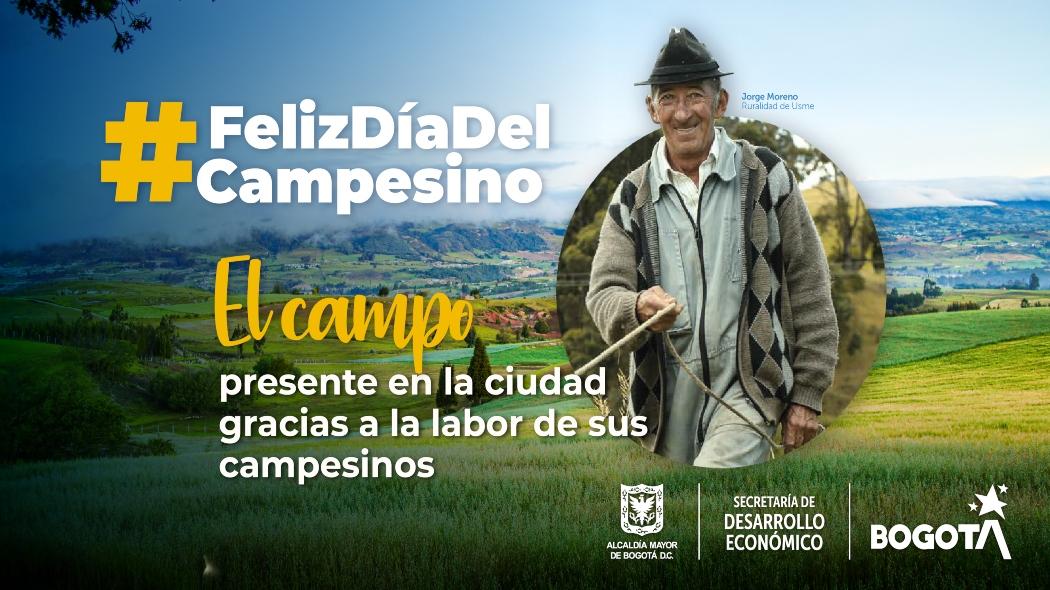 #FelizDíaDel
Campesino
Jorge Moreno
Ruralidad de Usme
El campo
presente en la ciudad
gracias a la labor de sus
campesinos
ALCALDÍA MAYOR
DE BOGOTÁ D.C.
SECRETARÍA DE
DESARROLLO
ECONÓMICO
BOGOTÁ